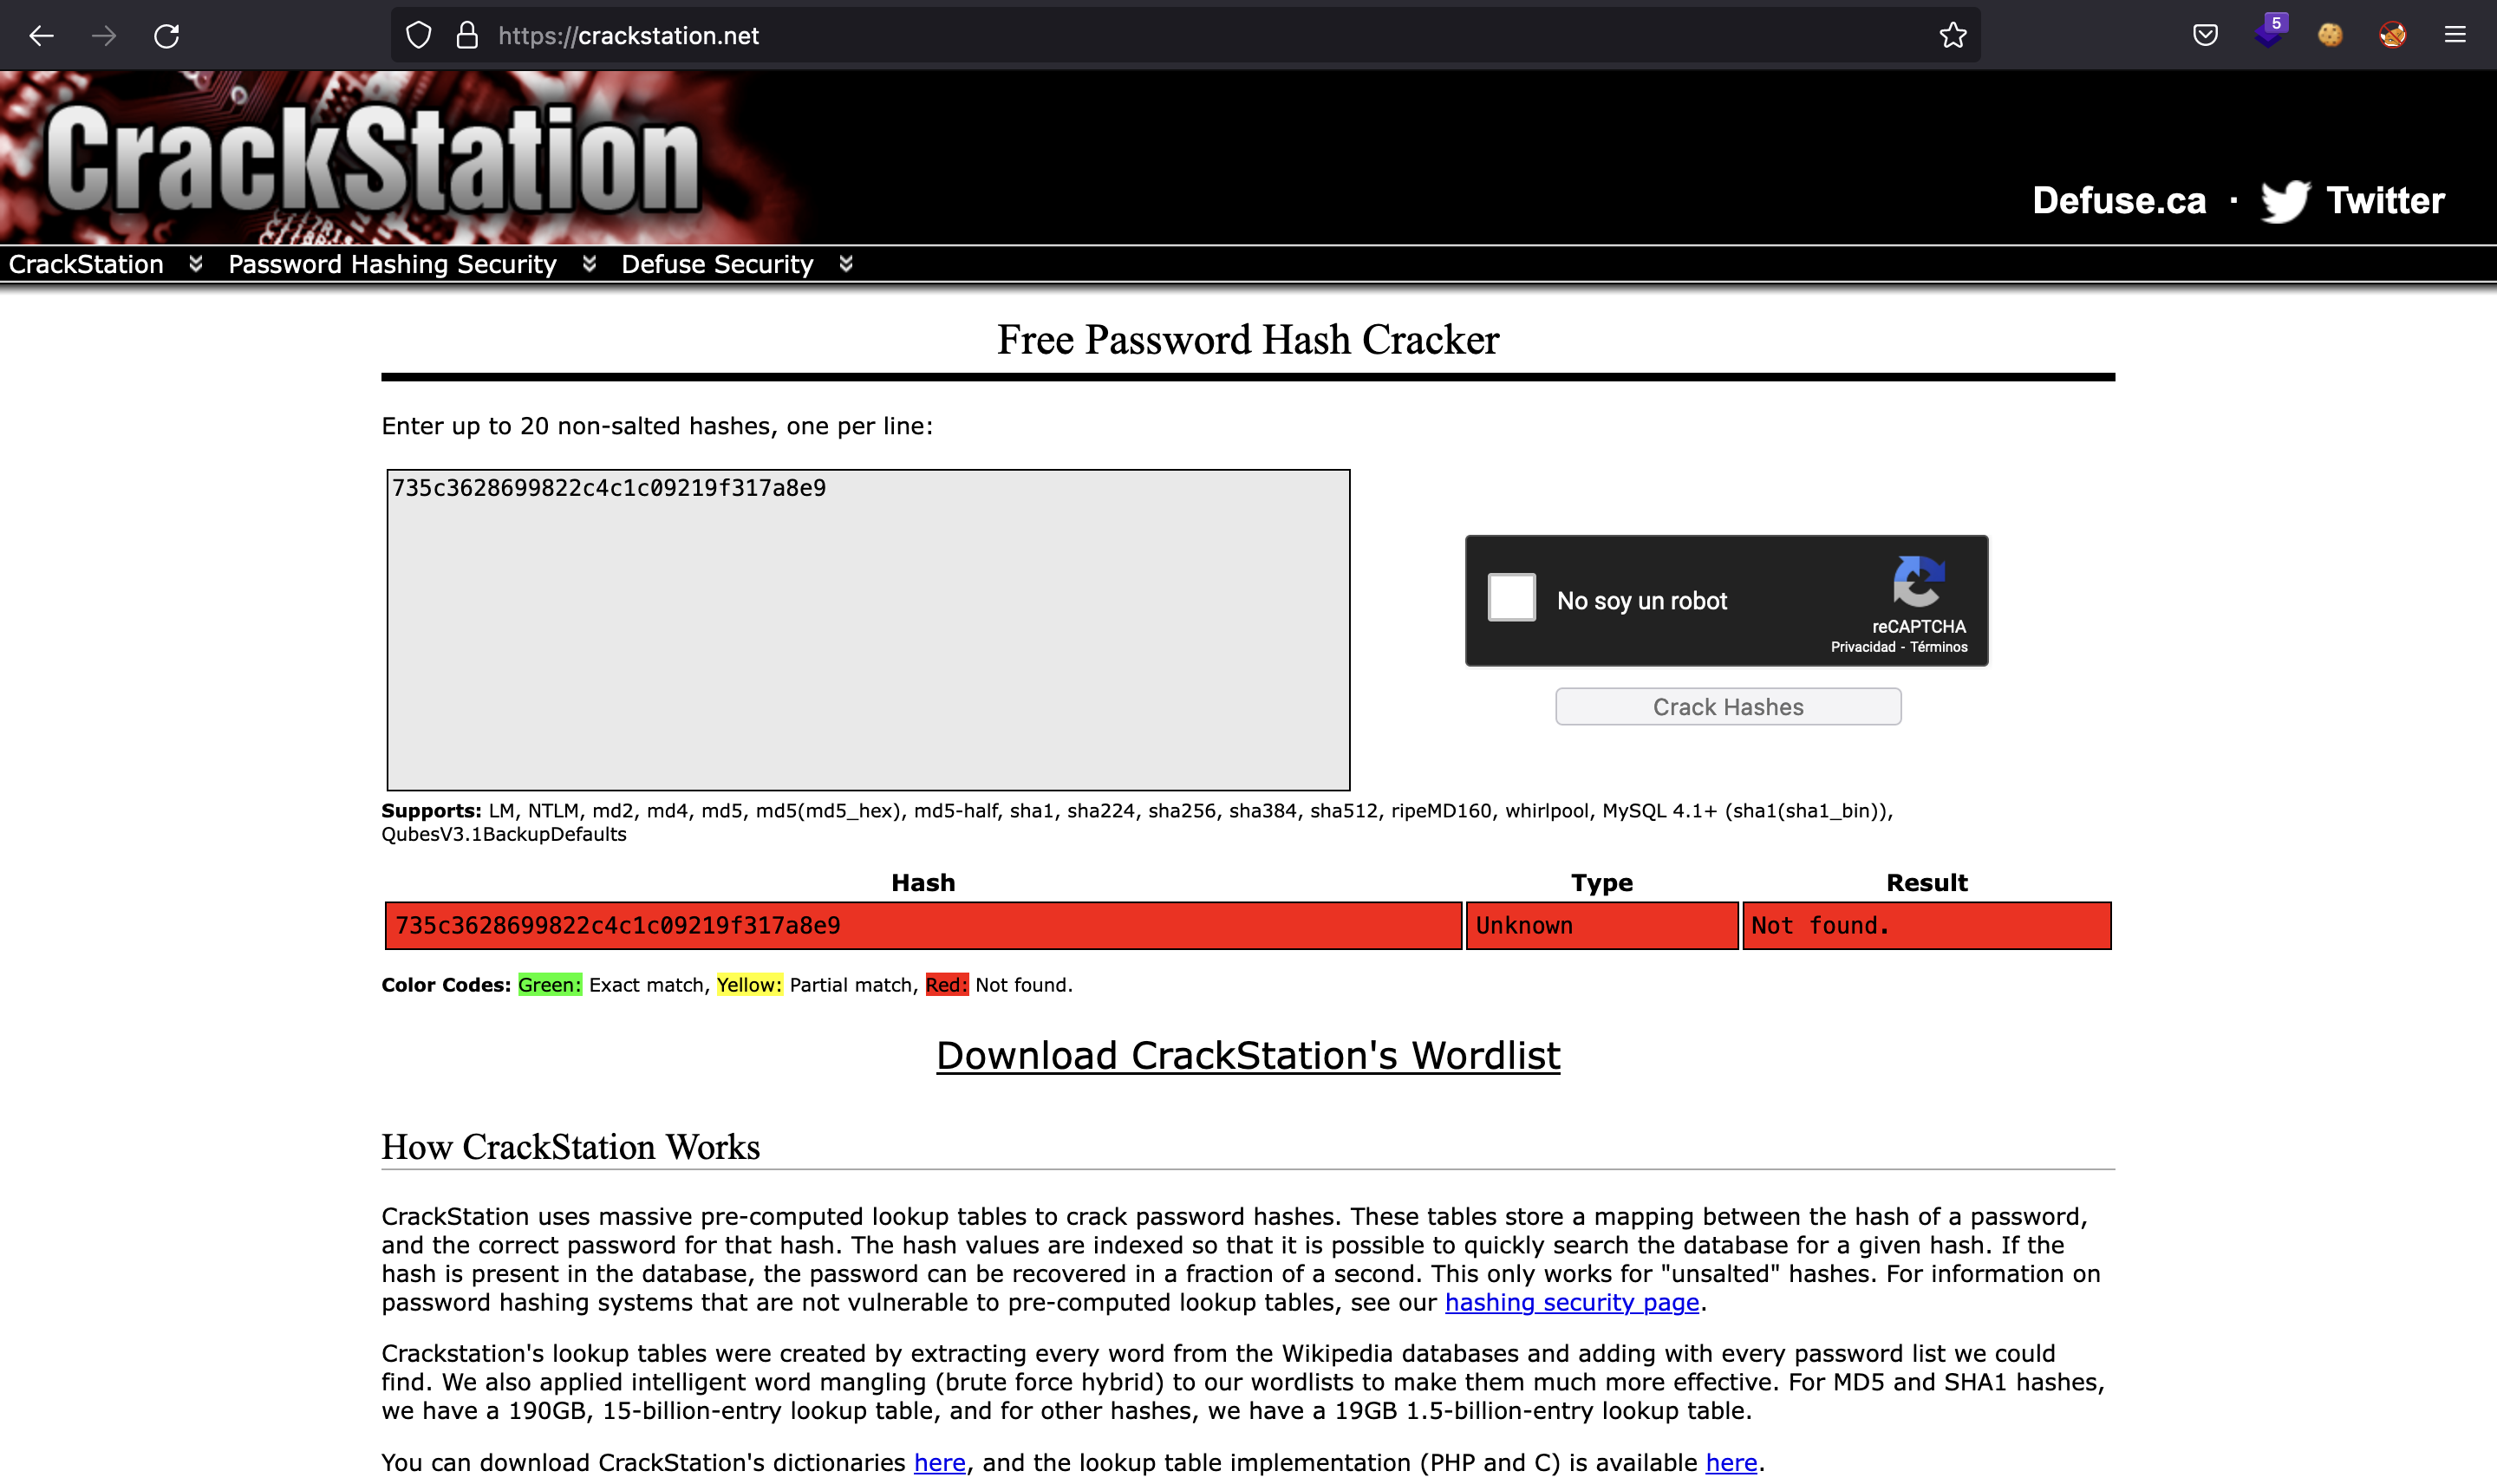 https://crackstation.net
5
CrackStation
Defuse.ca · Twitter
CrackStation Password Hashing Security Defuse Security
Free Password Hash Cracker
Enter up to 20 non-salted hashes, one per line:
735c3628699822c4c1c09219f317a8e9
No soy un robot
reCAPTCHA
Privacidad - Términos
Crack Hashes
Supports: LM, NTLM, md2, md4, md5, md5(md5_hex), md5-half, sha1, sha224, sha256, sha384, sha512, ripeMD160, whirlpool, MySQL 4.1+ (sha1(sha1_bin)),
QubesV3.1BackupDefaults
Hash Type Result
735c3628699822c4c1c09219f317a8e9 Unknown Not found.
Color Codes: Green: Exact match, Yellow: Partial match, Red: Not found.
Download CrackStation's Wordlist
How CrackStation Works
CrackStation uses massive pre-computed lookup tables to crack password hashes. These tables store a mapping between the hash of a password,
and the correct password for that hash. The hash values are indexed so that it is possible to quickly search the database for a given hash. If the
hash is present in the database, the password can be recovered in a fraction of a second. This only works for "unsalted" hashes. For information on
password hashing systems that are not vulnerable to pre-computed lookup tables, see our hashing security page.
Crackstation's lookup tables were created by extracting every word from the Wikipedia databases and adding with every password list we could
find. We also applied intelligent word mangling (brute force hybrid) to our wordlists to make them much more effective. For MD5 and SHA1 hashes,
we have a 190GB, 15-billion-entry lookup table, and for other hashes, we have a 19GB 1.5-billion-entry lookup table.
You can download CrackStation's dictionaries here, and the lookup table implementation (PHP and C) is available here.